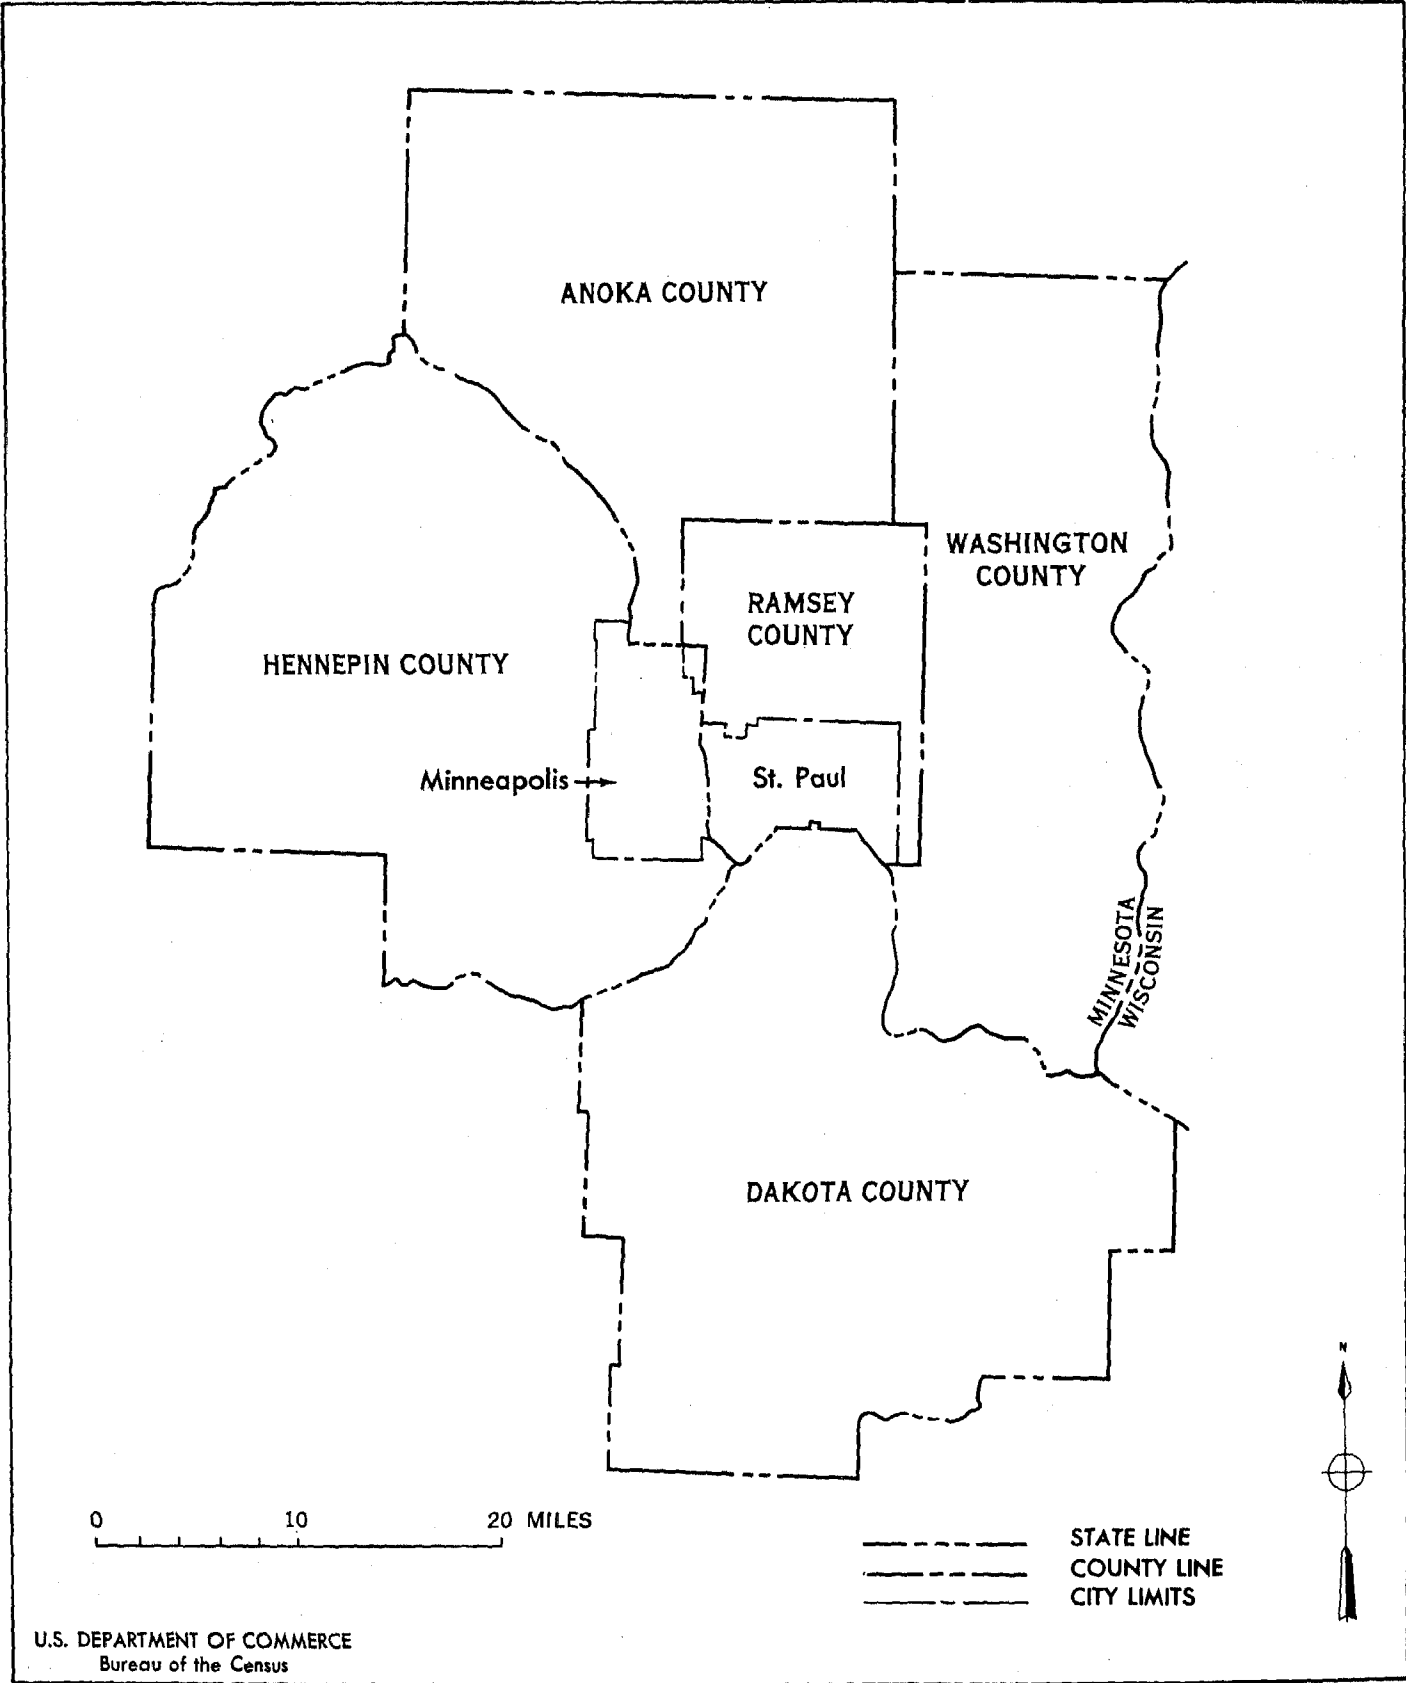 ANOKA COUNTY
WASHINGTON
COUNTY
RAMSEY
COUNTY
HENNEPIN COUNTY
Minneapolis
St. Paul
MINNESOTA
WISCONSIN
DAKOTA COUNTY
N
0 10 20 MILES
STATE LINE
COUNTY LINE
CITY LIMITS
U.S. DEPARTMENT OF COMMERCE
Bureau of the Census